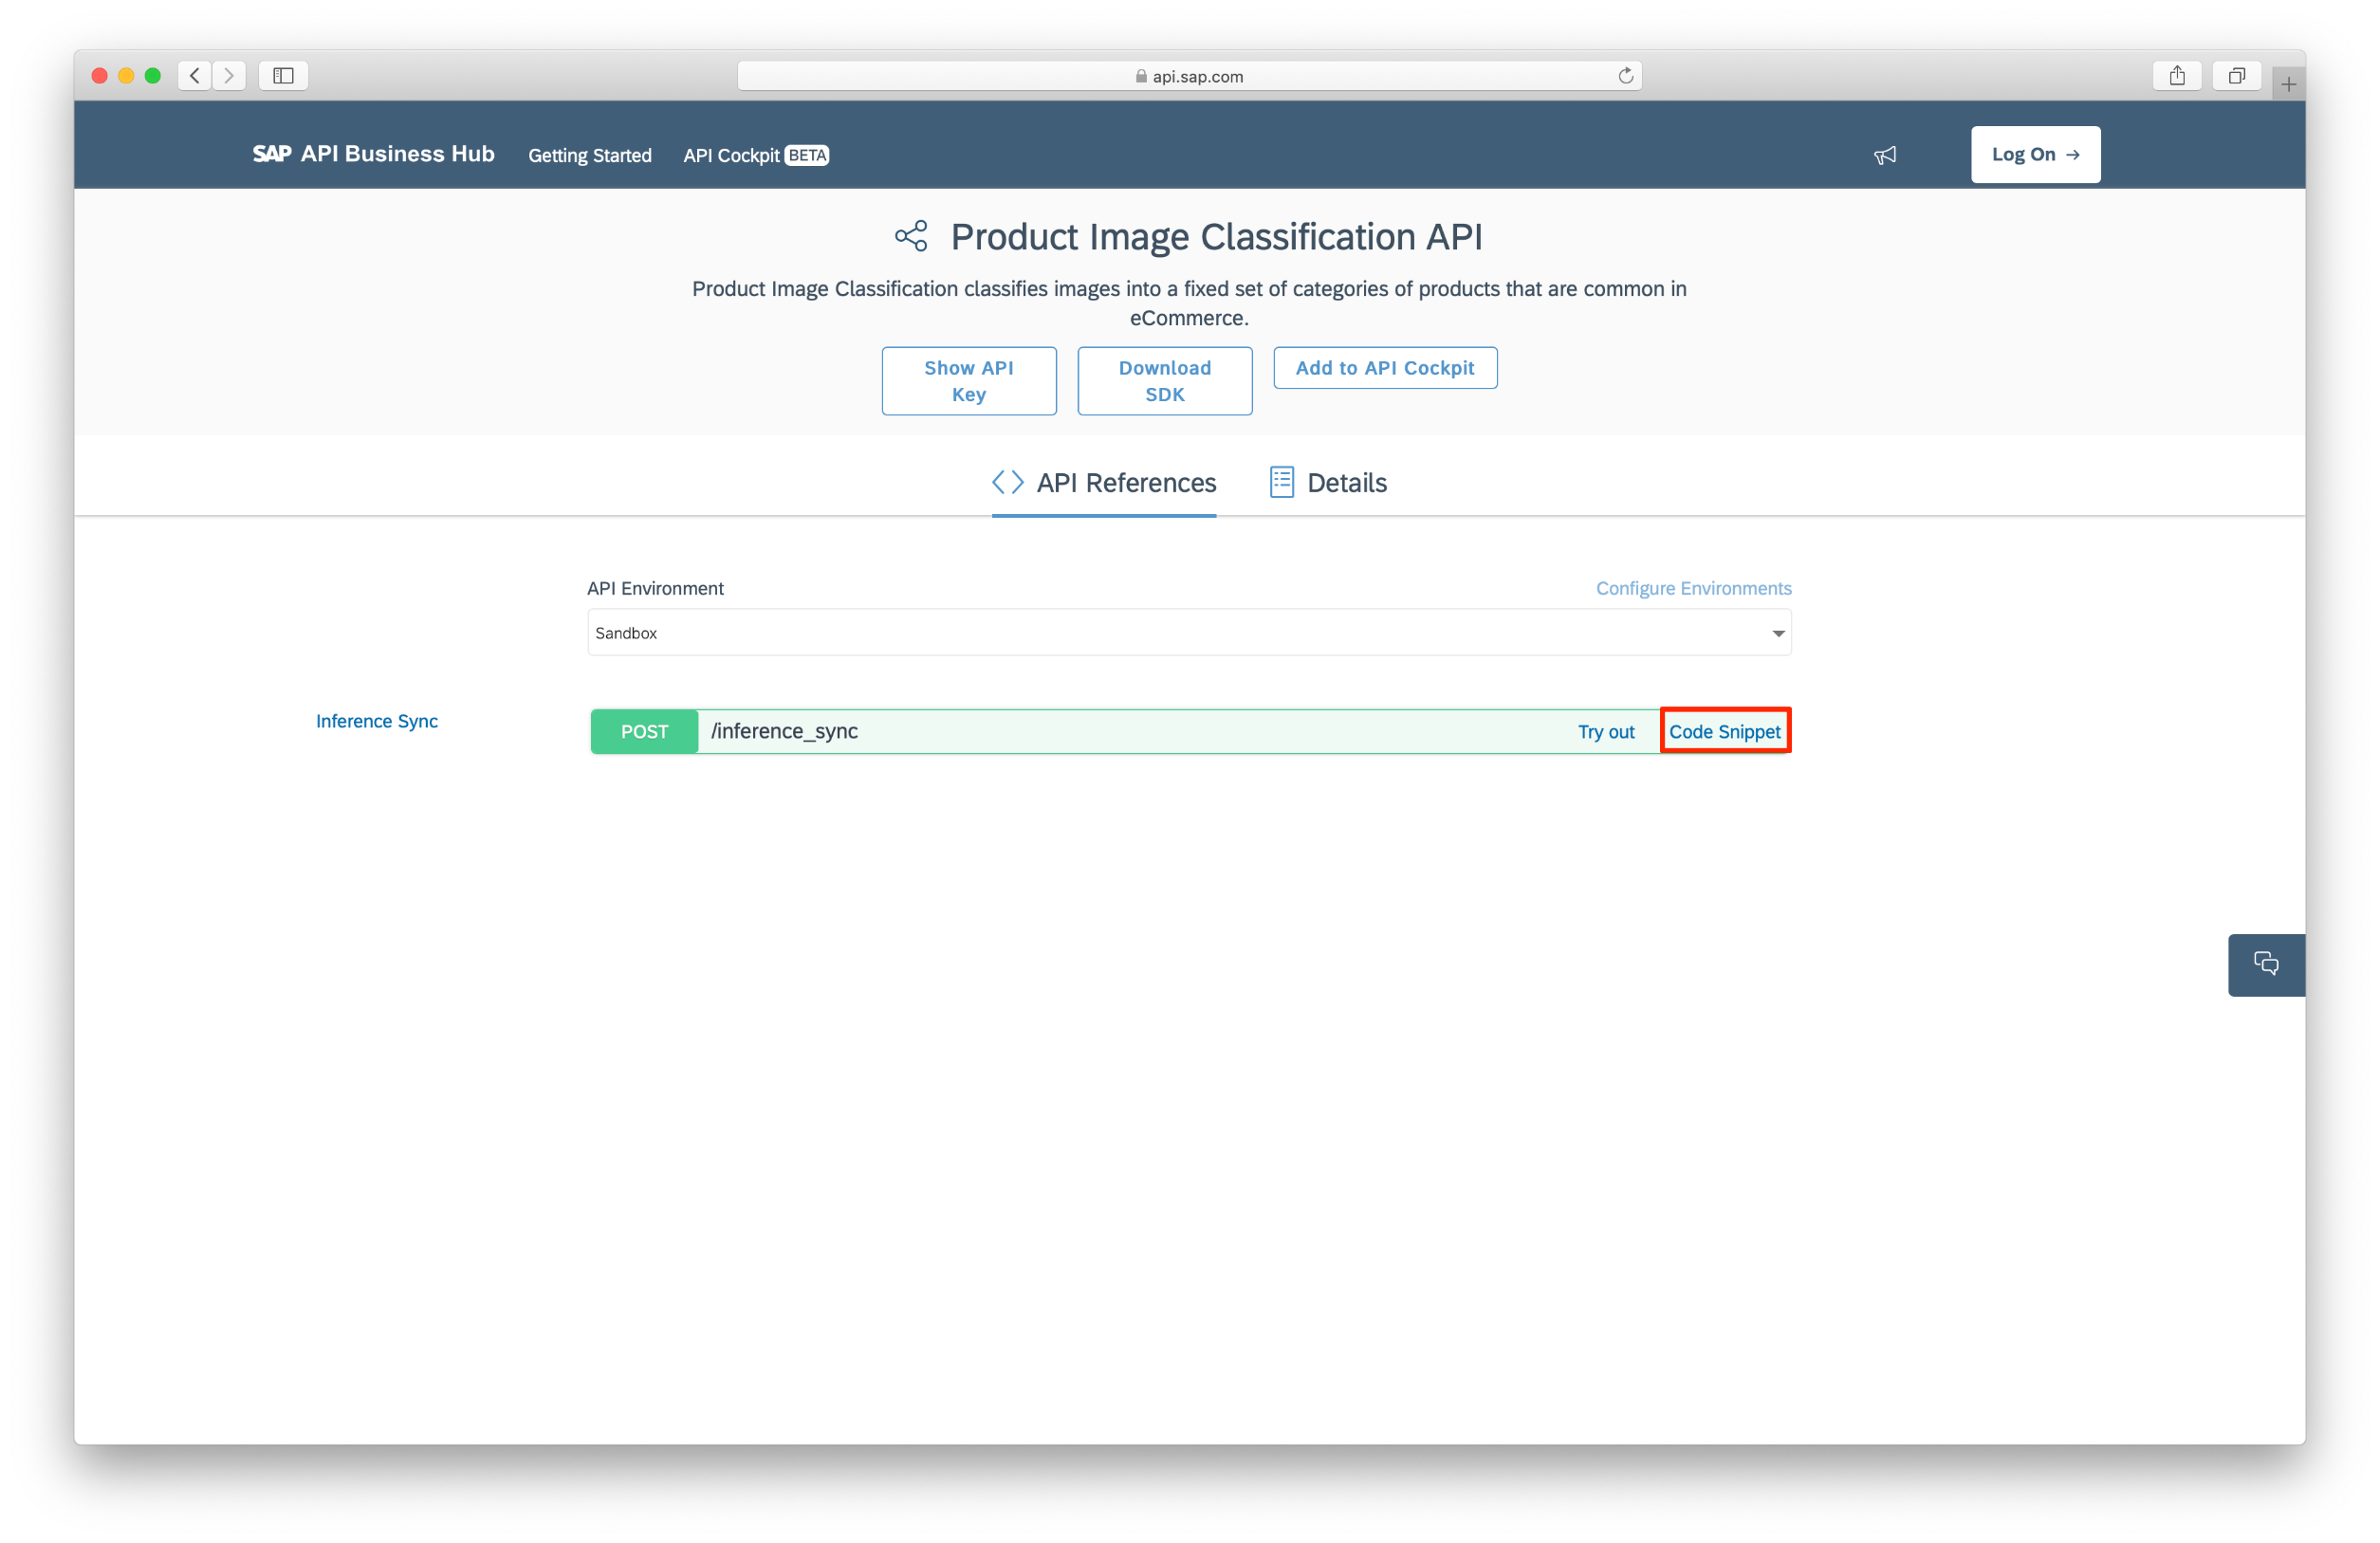 api.sap.com
SAP API Business Hub Getting Started API Cockpit BETA Log On →
Product Image Classification API
Product Image Classification classifies images into a fixed set of categories of products that are common in
eCommerce.
Show API
Key
Download
SDK
Add to API Cockpit
API References Details
API Environment Configure Environments
Sandbox
Inference Sync POST /inference_sync Try out Code Snippet